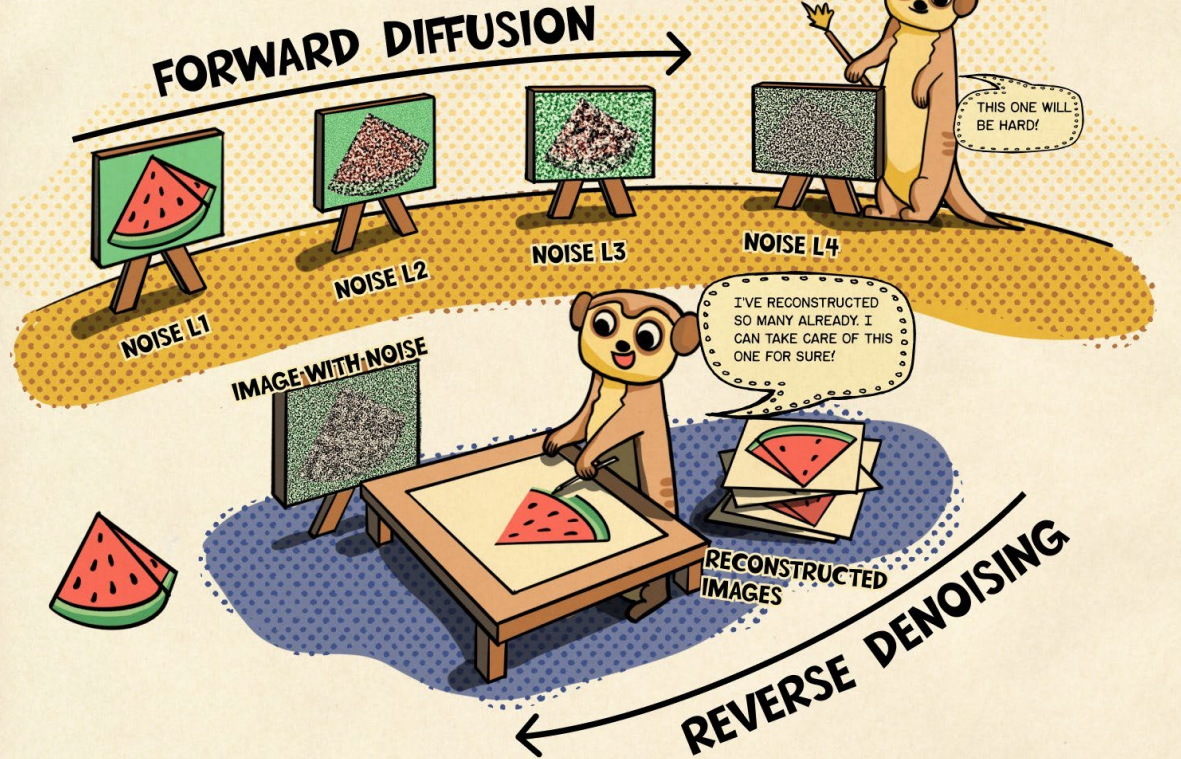 FORWARD DIFFUSION
THIS ONE WILL
BE HARD!
NOISE L1
NOISE L2
NOISE L3
NOISE L4
I'VE RECONSTRUCTED
SO MANY ALREADY. I
CAN TAKE CARE OF THIS
ONE FOR SURE!
IMAGE WITH NOISE
RECONSTRUCTED
IMAGES
REVERSE DENOISING